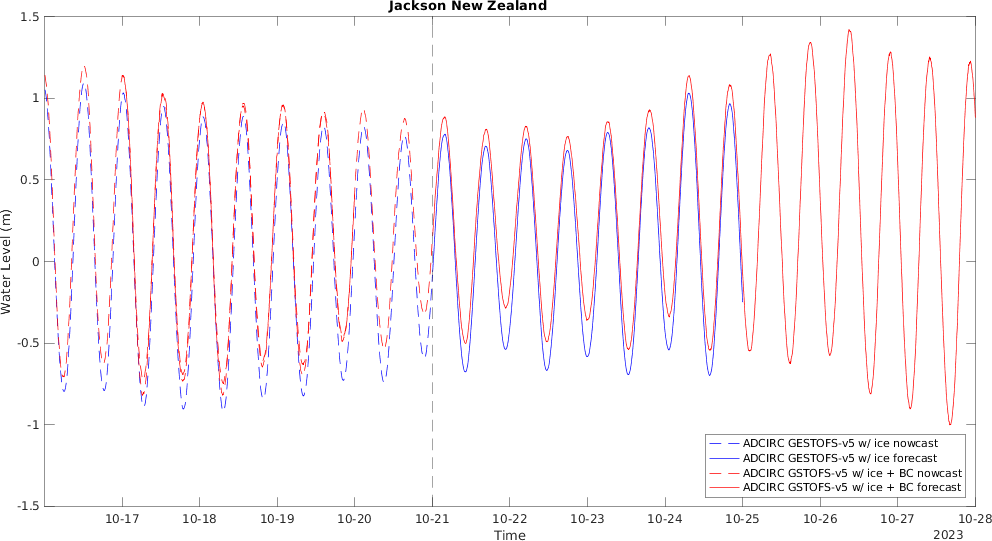 Jackson New Zealand
Water Level (m)
1.5
1
0.5
0
-0.5
-1
-1.5
ADCIRC GESTOFS-v5 w/ ice nowcast
ADCIRC GESTOFS-v5 w/ ice forecast
ADCIRC GSTOFS-v5 w/ ice + BC nowcast
ADCIRC GSTOFS-v5 w/ ice + BC forecast
10-17 10-18 10-19 10-20 10-21 10-22 10-23 10-24 10-25 10-26 10-27 10-28
Time
2023